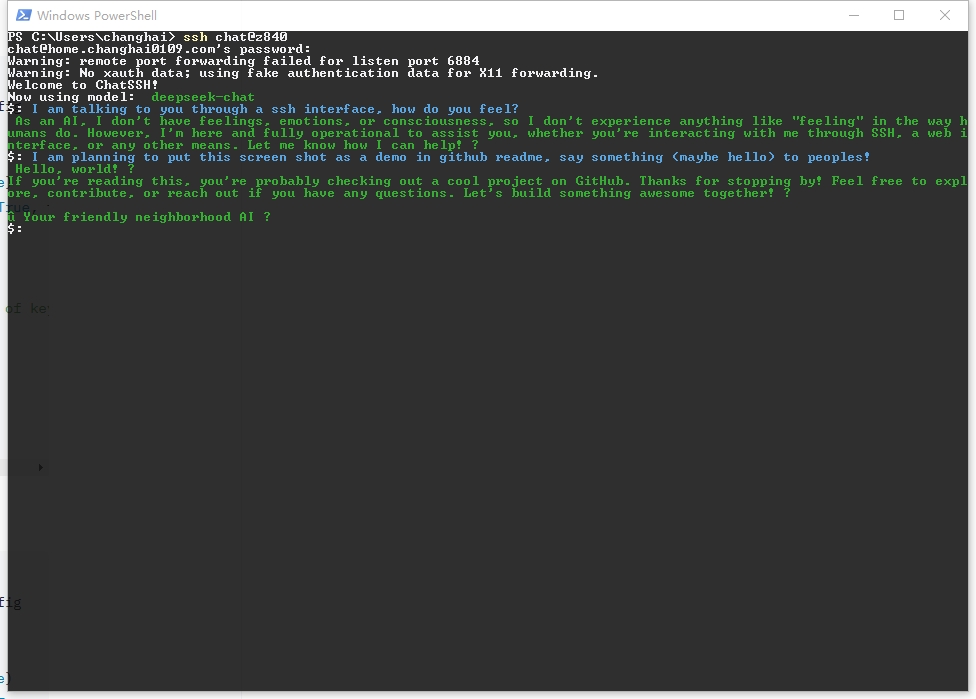 Windows PowerShell
PS C:\Users\changhai> ssh chat@z840
chat@home.changhai0109.com's password:
Warning: remote port forwarding failed for listen port 6884
Warning: No xauth data; using fake authentication data for X11 forwarding.
Welcome to ChatSSH!
Now using model:  deepseek-chat
$: I am talking to you through a ssh interface, how do you feel?
As an AI, I don't have feelings, emotions, or consciousness, so I don't experience anything like "feeling" in the way h
umans do. However, I'm here and fully operational to assist you, whether you're interacting with me through SSH, a web i
nterface, or any other means. Let me know how I can help! ?
$: I am planning to put this screen shot as a demo in github readme, say something (maybe hello) to peoples!
Hello, world! ?
If you're reading this, you're probably checking out a cool project on GitHub. Thanks for stopping by! Feel free to expl
ore, contribute, or reach out if you have any questions. Let's build something awesome together! ?
û Your friendly neighborhood AI ?
$:
of key
fig